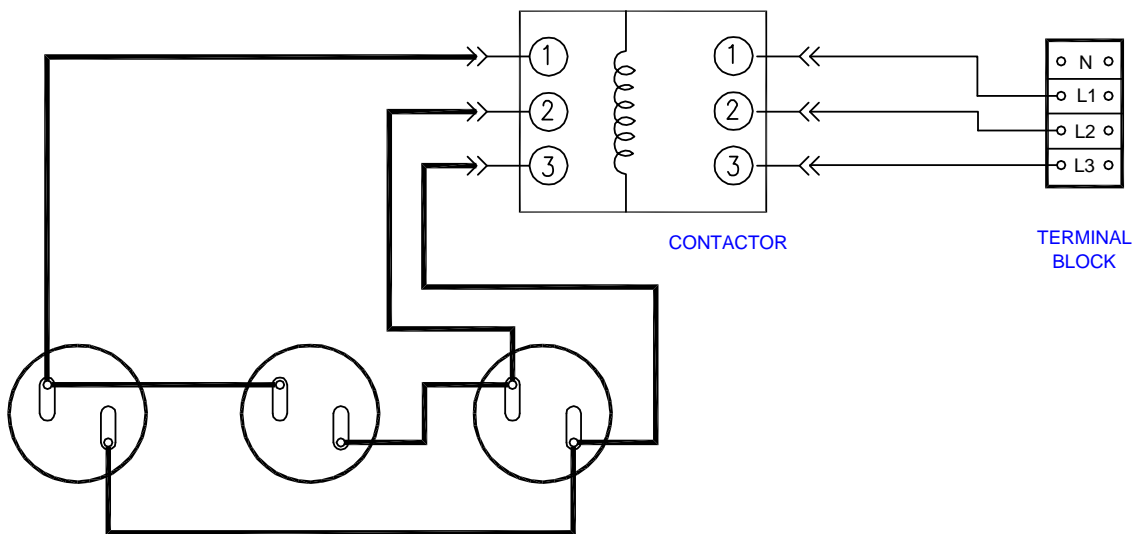 1 1
N
L1
2 2
L2
3 3
L3
CONTACTOR
TERMINAL
BLOCK